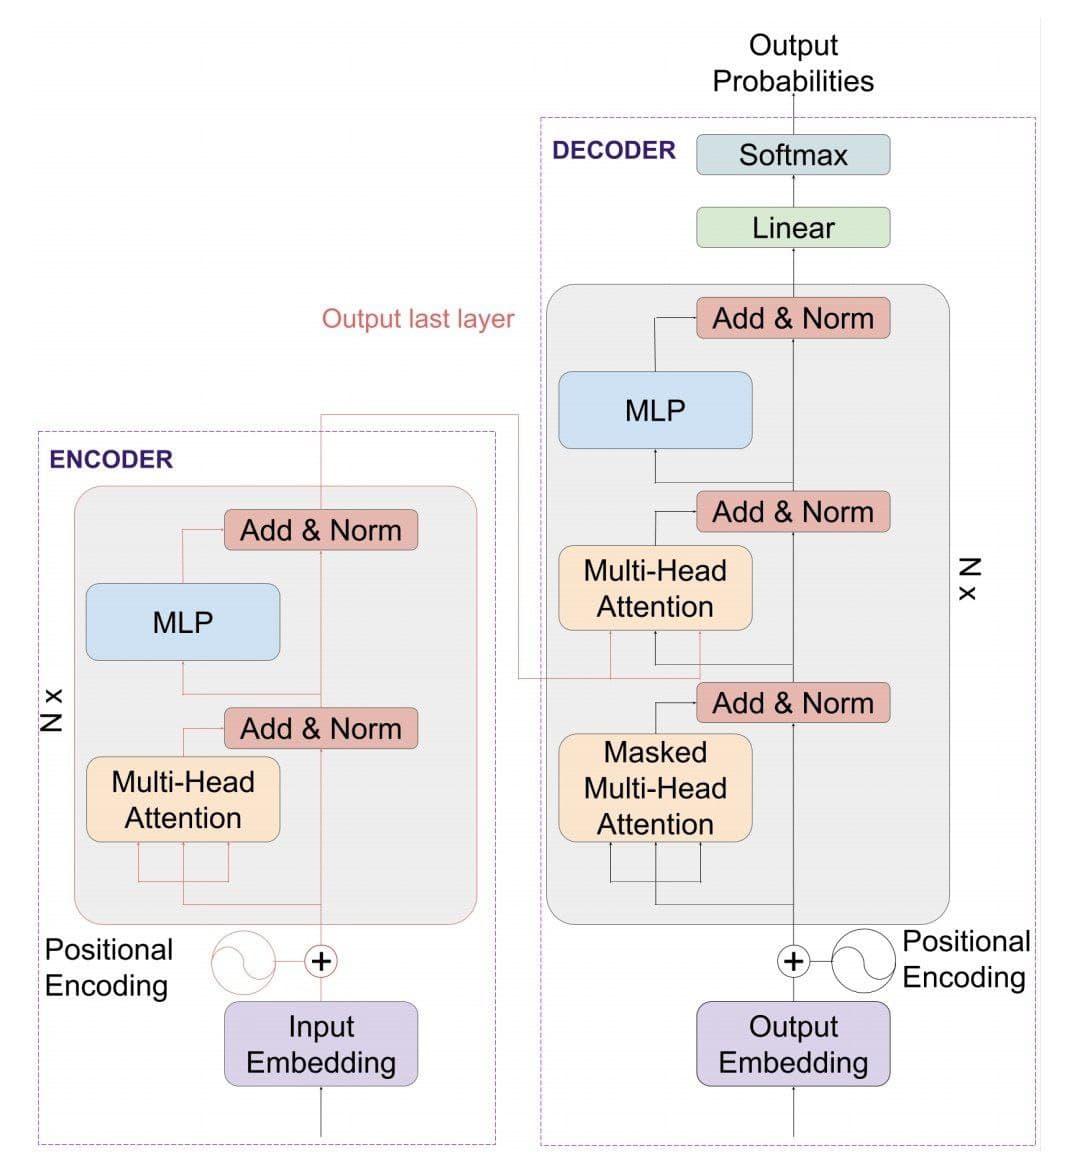 Output
Probabilities
DECODER
Softmax
Linear
Add & Norm
Output last layer
MLP
Add & Norm
Multi-Head
Attention
N x
Add & Norm
Masked
Multi-Head
Attention
Positional
Encoding
+
Output
Embedding
ENCODER
Add & Norm
MLP
N x
Add & Norm
Multi-Head
Attention
Positional
Encoding
+
Input
Embedding